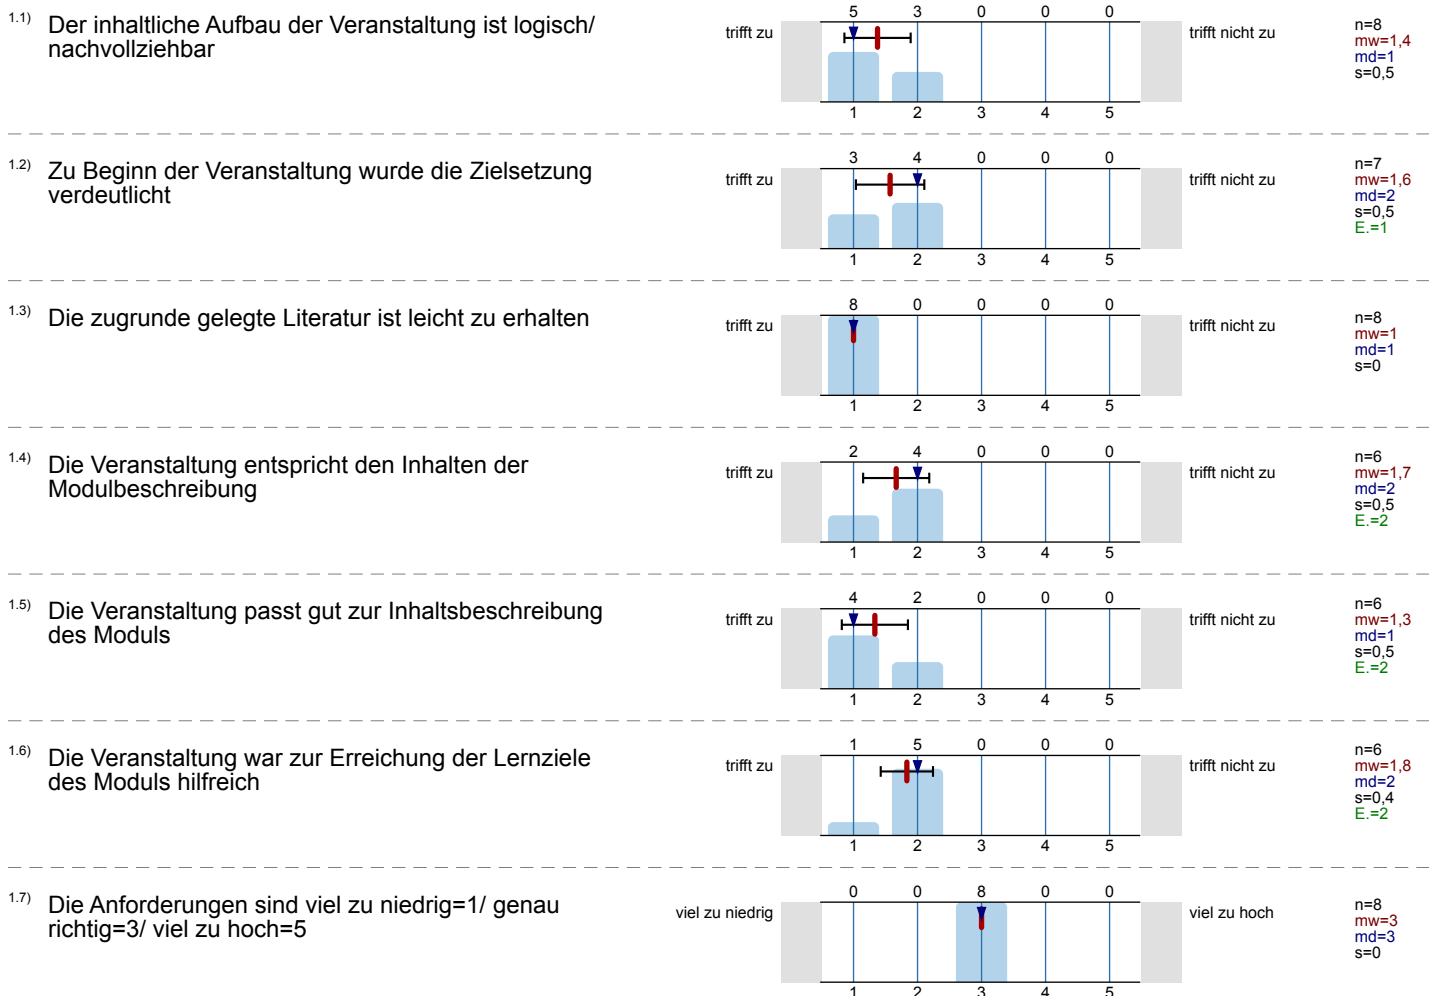 1.1) Der inhaltliche Aufbau der Veranstaltung ist logisch/
nachvollziehbar
5 3 0 0 0
trifft zu
trifft nicht zu
1 2 3 4 5
n=8
mw=1,4
md=1
s=0,5
1.2) Zu Beginn der Veranstaltung wurde die Zielsetzung
verdeutlicht
3 4 0 0 0
trifft zu
trifft nicht zu
1 2 3 4 5
n=7
mw=1,6
md=2
s=0,5
E.=1
1.3) Die zugrunde gelegte Literatur ist leicht zu erhalten
8 0 0 0 0
trifft zu
trifft nicht zu
1 2 3 4 5
n=8
mw=1
md=1
s=0
1.4) Die Veranstaltung entspricht den Inhalten der
Modulbeschreibung
2 4 0 0 0
trifft zu
trifft nicht zu
1 2 3 4 5
n=6
mw=1,7
md=2
s=0,5
E.=2
1.5) Die Veranstaltung passt gut zur Inhaltsbeschreibung
des Moduls
4 2 0 0 0
trifft zu
trifft nicht zu
1 2 3 4 5
n=6
mw=1,3
md=1
s=0,5
E.=2
1.6) Die Veranstaltung war zur Erreichung der Lernziele
des Moduls hilfreich
1 5 0 0 0
trifft zu
trifft nicht zu
1 2 3 4 5
n=6
mw=1,8
md=2
s=0,4
E.=2
1.7) Die Anforderungen sind viel zu niedrig=1/ genau
richtig=3/ viel zu hoch=5
0 0 8 0 0
viel zu niedrig
viel zu hoch
1 2 3 4 5
n=8
mw=3
md=3
s=0